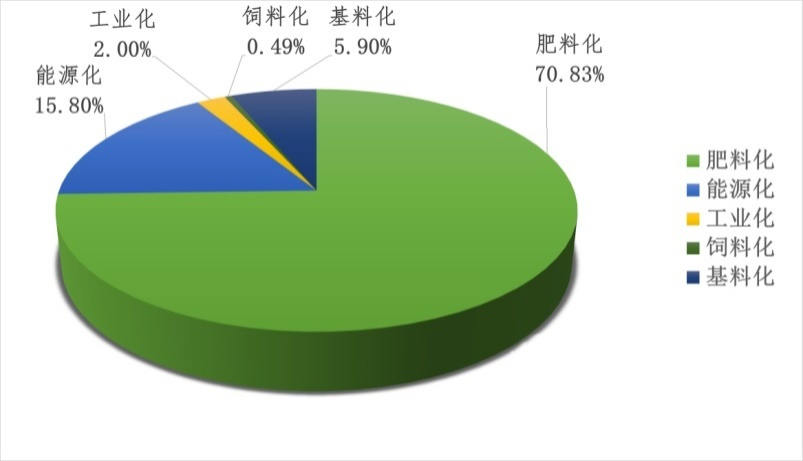 工业化
2.00%
饲料化
0.49%
基料化
5.90%
肥料化
70.83%
能源化
15.80%
肥料化
能源化
工业化
饲料化
基料化